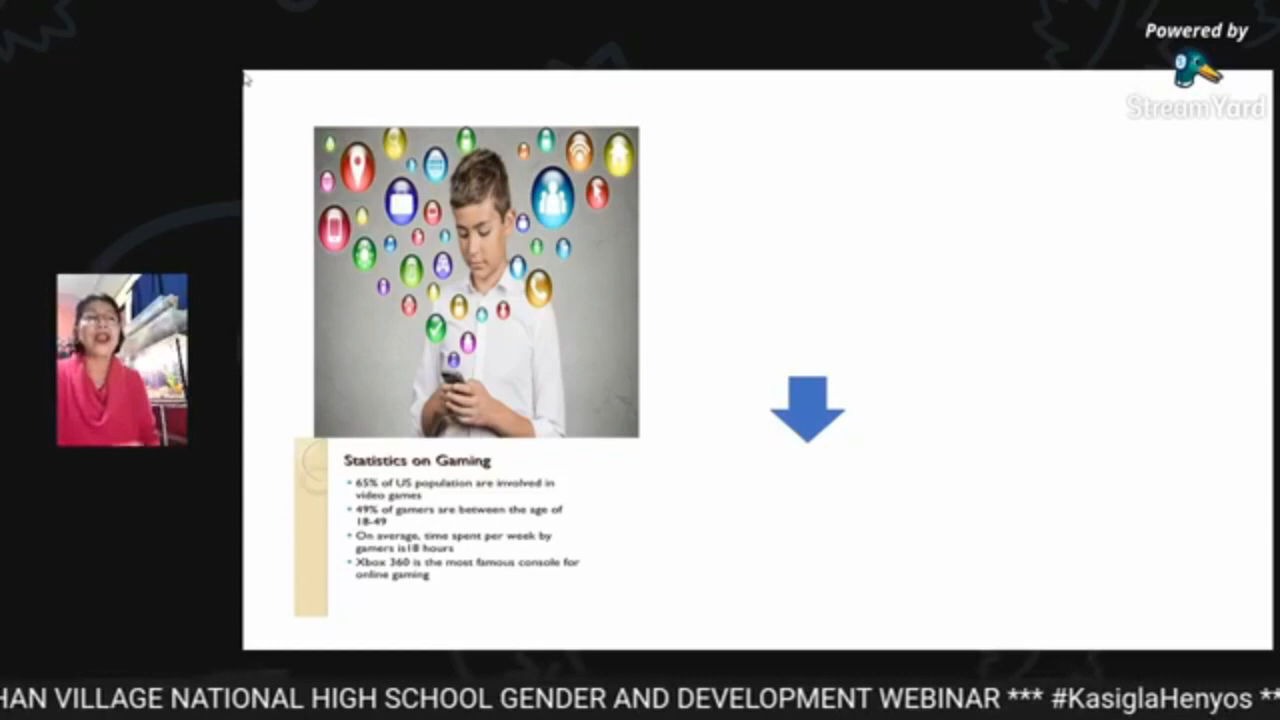 Powered by
StreamYard
Statistics on Gaming
• 65% of US population are involved in
video games
• 49% of gamers are between the age of
18-49
• On average, time spent per week by
gamers is18 hours
• Xbox 360 is the most famous console for
online gaming
HAN VILLAGE NATIONAL HIGH SCHOOL GENDER AND DEVELOPMENT WEBINAR *** #KasiglaHenyos **